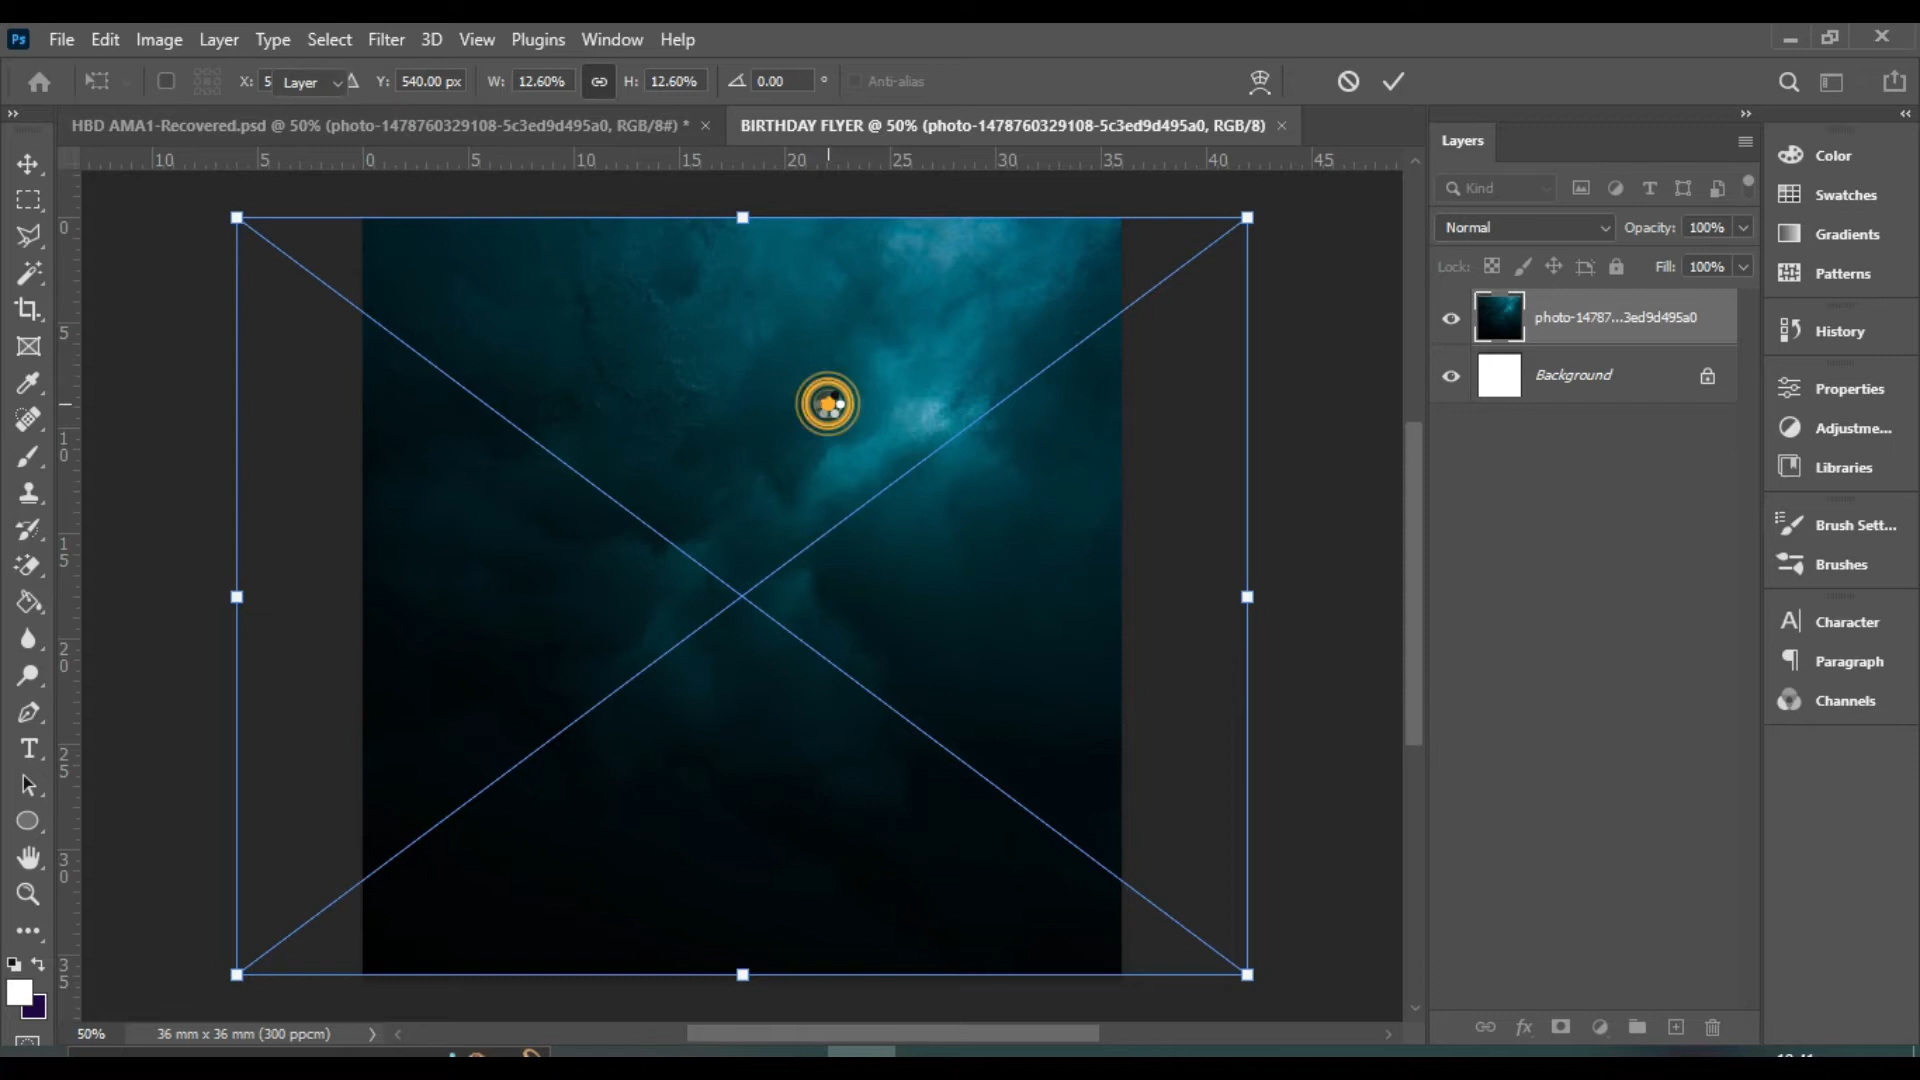 Ps File Edit Image Layer Type Select Filter 3D View Plugins Window Help
X: 5 Layer Y: 540.00 px W: 12.60% H: 12.60% 0.00 ° Anti-alias
HBD AMA1-Recovered.psd @ 50% (photo-1478760329108-5c3ed9d495a0, RGB/8#) * ×
BIRTHDAY FLYER @ 50% (photo-1478760329108-5c3ed9d495a0, RGB/8) ×
10 5 0 5 10 15 20 25 30 35 40 45
0
5
10
15
20
25
30
35
Layers
Kind
Normal Opacity: 100%
Lock: Fill: 100%
photo-14787...3ed9d495a0
Background
Color
Swatches
Gradients
Patterns
History
Properties
Adjustme...
Libraries
Brush Sett...
Brushes
Character
Paragraph
Channels
50% 36 mm x 36 mm (300 ppcm)